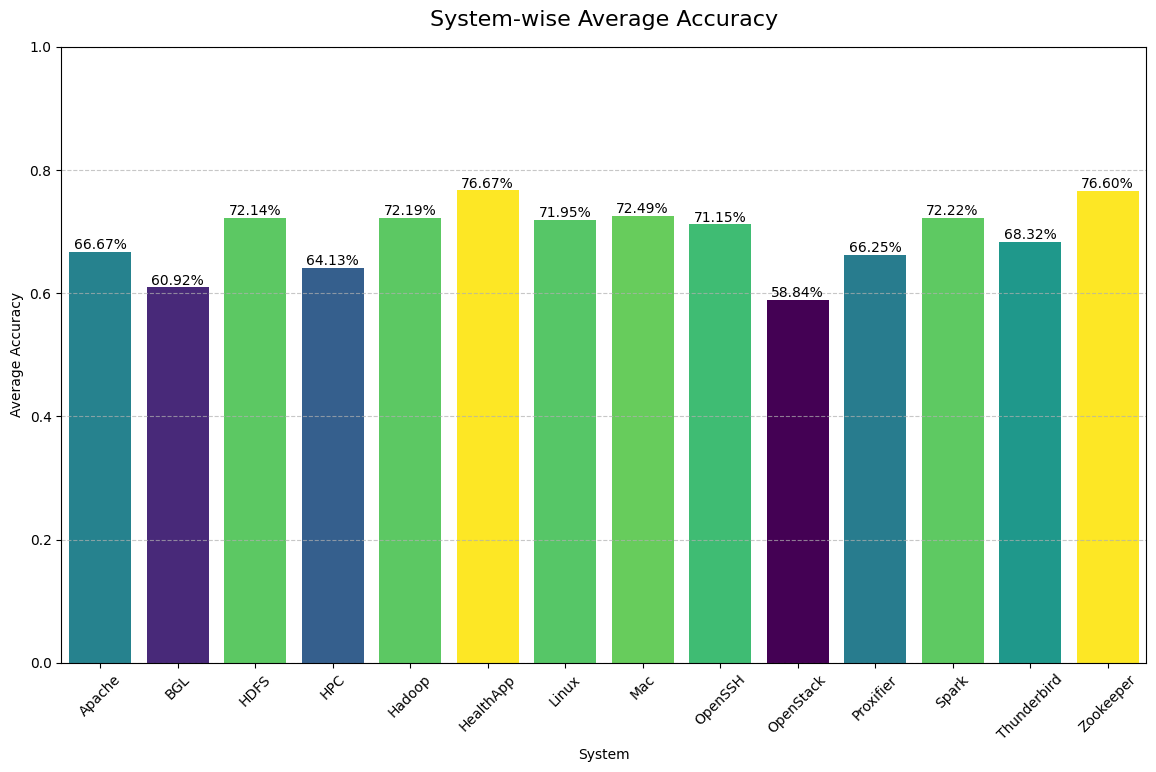 System-wise Average Accuracy
1.0
0.8
0.6
0.4
0.2
0.0
Average Accuracy
66.67%
60.92%
72.14%
64.13%
72.19%
76.67%
71.95%
72.49%
71.15%
58.84%
66.25%
72.22%
68.32%
76.60%
Apache
BGL
HDFS
HPC
Hadoop
HealthApp
Linux
Mac
OpenSSH
OpenStack
Proxifier
Spark
Thunderbird
Zookeeper
System